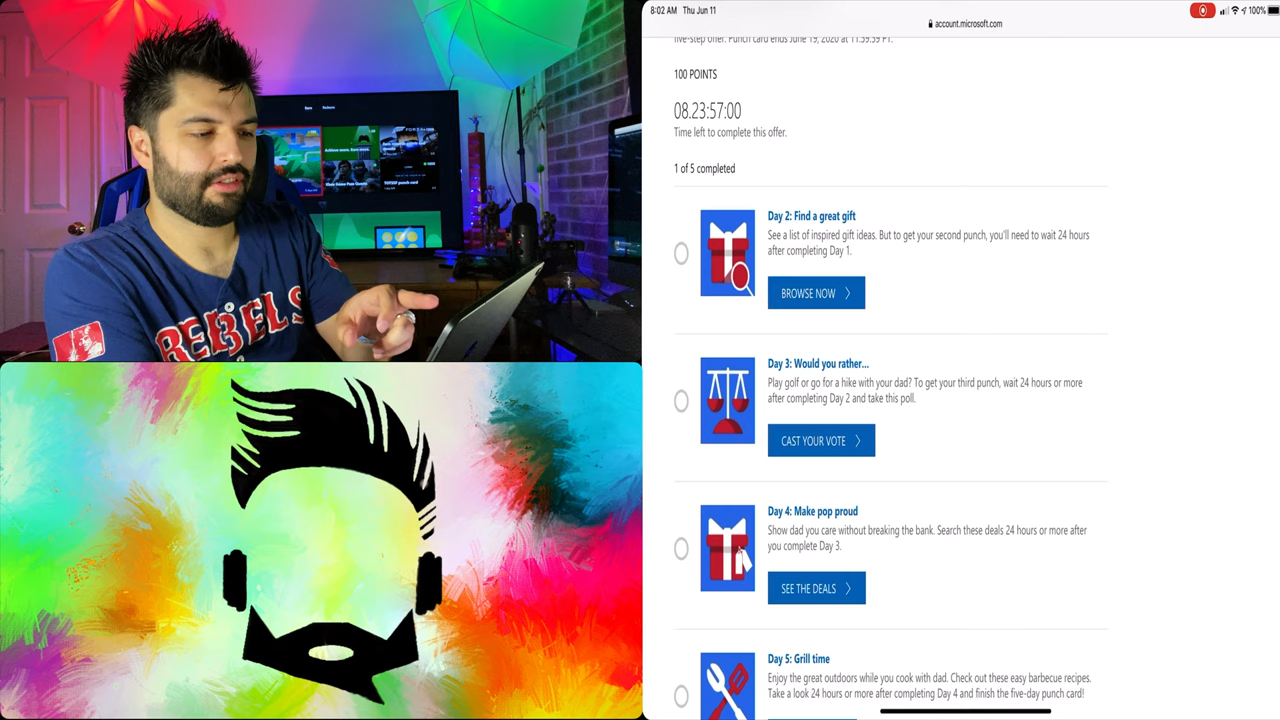 8:02 AM Thu Jun 11
100%
account.microsoft.com
five-step offer. Punch card ends June 19, 2020 at 11:59:59 PT.
100 POINTS
08.23:57:00
Time left to complete this offer.
1 of 5 completed
Day 2: Find a great gift
See a list of inspired gift ideas. But to get your second punch, you'll need to wait 24 hours
after completing Day 1.
BROWSE NOW
Day 3: Would you rather...
Play golf or go for a hike with your dad? To get your third punch, wait 24 hours or more
after completing Day 2 and take this poll.
CAST YOUR VOTE
Day 4: Make pop proud
Show dad you care without breaking the bank. Search these deals 24 hours or more after
you complete Day 3.
SEE THE DEALS
Day 5: Grill time
Enjoy the great outdoors while you cook with dad. Check out these easy barbecue recipes.
Take a look 24 hours or more after completing Day 4 and finish the five-day punch card!
REBELS